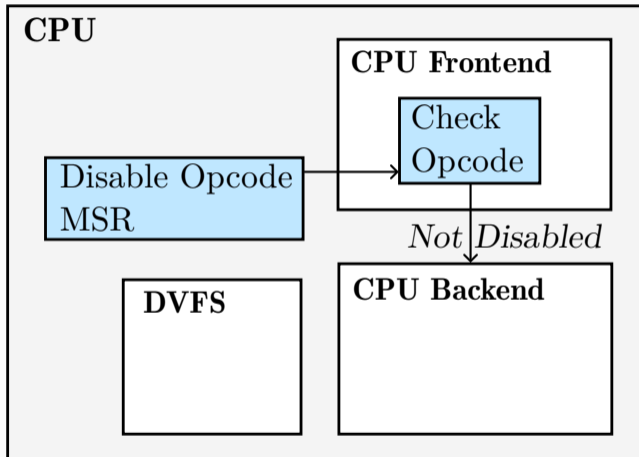 CPU
CPU Frontend
Check
Opcode
Disable Opcode
MSR
Not Disabled
DVFS
CPU Backend